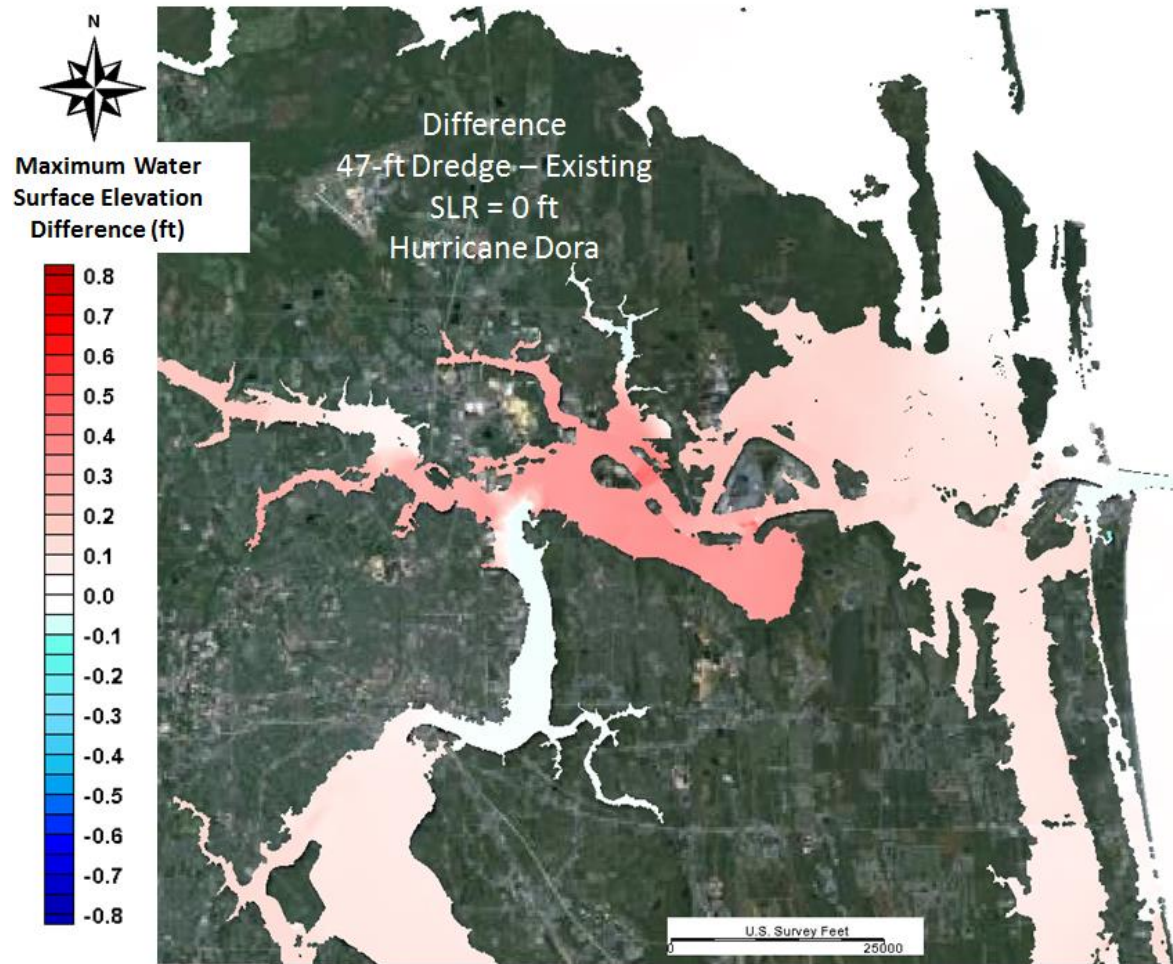 N
Maximum Water
Surface Elevation
Difference (ft)
0.8
0.7
0.6
0.5
0.4
0.3
0.2
0.1
0.0
-0.1
-0.2
-0.3
-0.4
-0.5
-0.6
-0.7
-0.8
Difference
47-ft Dredge – Existing
SLR = 0 ft
Hurricane Dora
U.S. Survey Feet
0 25000